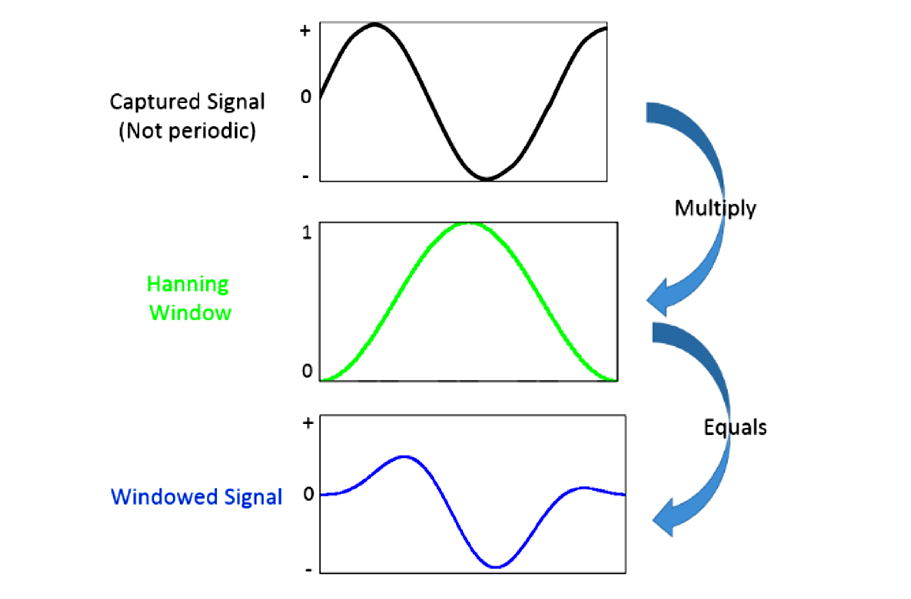 +
Captured Signal
(Not periodic)
0
-
Multiply
1
Hanning
Window
0
+
Equals
Windowed Signal
0
-